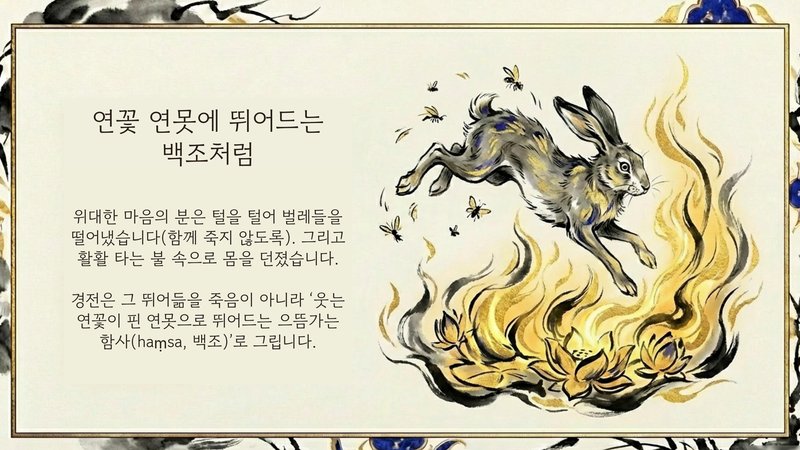 연꽃 연못에 뛰어드는
백조처럼
위대한 마음의 분은 털을 털어 벌레들을
떨어냈습니다(함께 죽지 않도록). 그리고
활활 타는 불 속으로 몸을 던졌습니다.
경전은 그 뛰어듦을 죽음이 아니라 ‘웃는
연꽃이 핀 연못으로 뛰어드는 으뜸가는
함사(haṃsa, 백조)’로 그립니다.